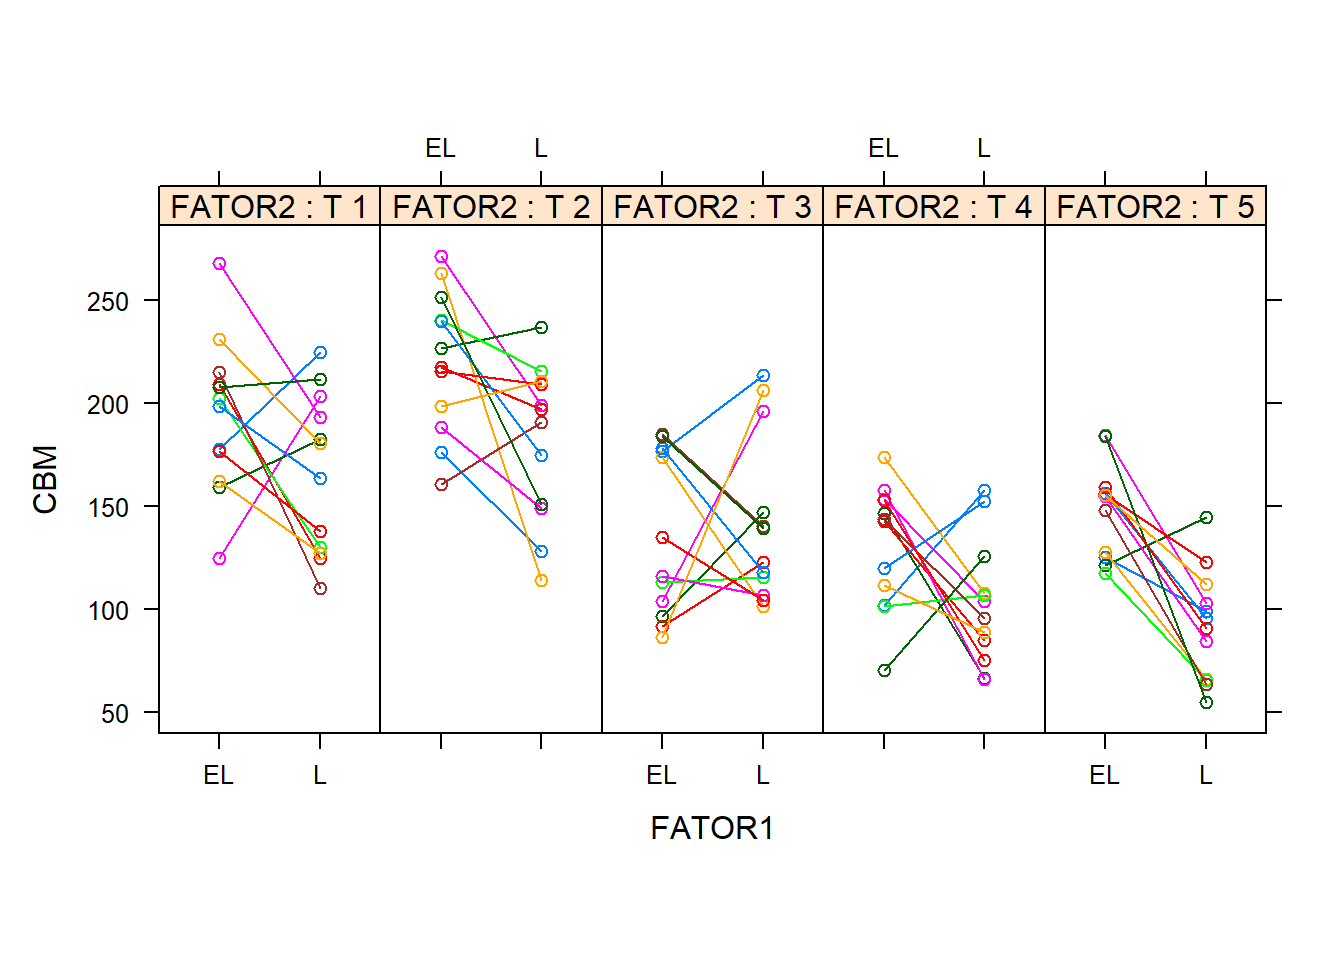 EL L EL L
FATOR2 : T 1 FATOR2 : T 2 FATOR2 : T 3 FATOR2 : T 4 FATOR2 : T 5
250
200
150
100
50
CBM
EL L EL L EL L
FATOR1